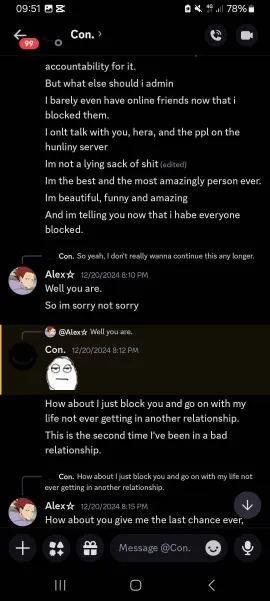 09:51
78%
99
Con. ›
accountability for it.
But what else should i admin
I barely even have online friends now that i
blocked them.
I onlt talk with you, hera, and the ppl on the
hunliny server
Im not a lying sack of shit (edited)
Im the best and the most amazingly person ever.
Im beautiful, funny and amazing
And im telling you now that i habe everyone
blocked.
Con. So yeah, I don't really wanna continue this any longer.
Alex☆ 12/20/2024 8:10 PM
Well you are.
So im sorry not sorry
@Alex☆ Well you are.
Con. 12/20/2024 8:12 PM
How about I just block you and go on with my
life not ever getting in another relationship.
This is the second time I've been in a bad
relationship.
Con. How about I just block you and go on with my life not
ever getting in another relationship.
Alex☆ 12/20/2024 8:15 PM
How about you give me the last chance ever,
Message @Con.